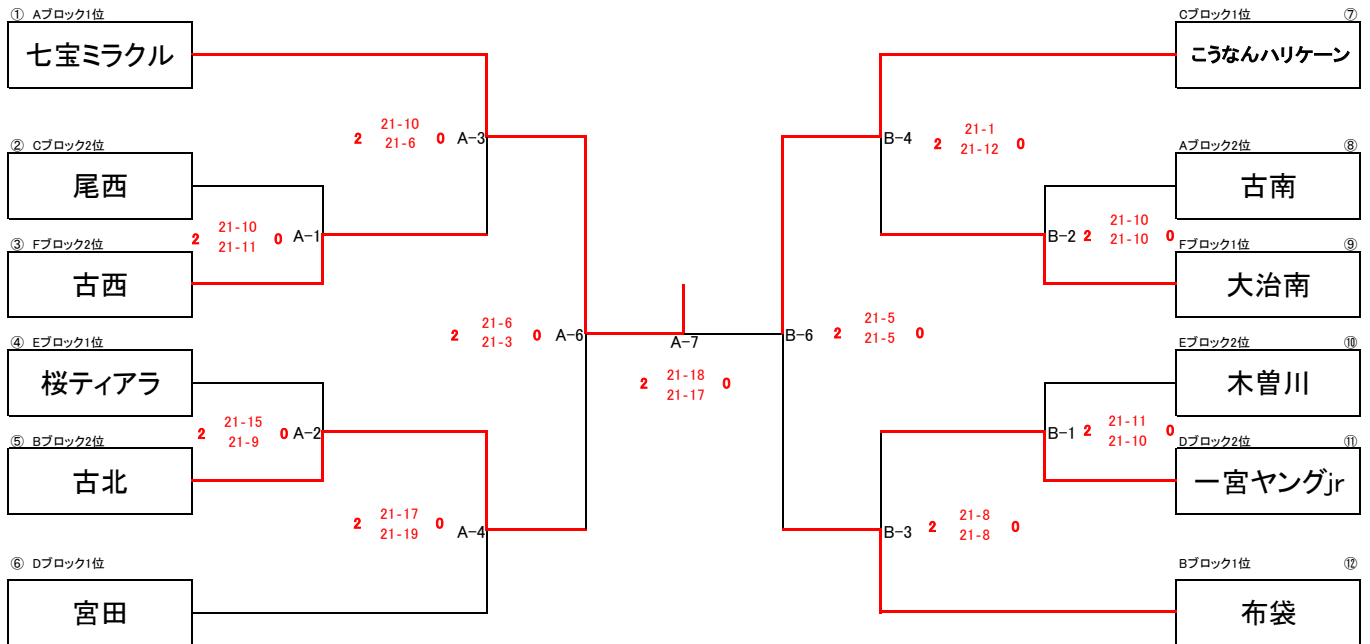 ① Aブロック1位
七宝ミラクル
② Cブロック2位
尾西
③ Fブロック2位
古西
④ Eブロック1位
桜ティアラ
⑤ Bブロック2位
古北
⑥ Dブロック1位
宮田
2 21-10 0 A-3
21-6
2 21-10 0 A-1
21-11
2 21-15 0 A-2
21-9
2 21-17 0 A-4
21-19
2 21-6 0 A-6
21-3
A-7
2 21-18 0
21-17
B-6 2 21-5 0
21-5
B-4 2 21-1 0
21-12
B-2 2 21-10 0
21-10
B-1 2 21-11 0
21-10
B-3 2 21-8 0
21-8
Cブロック1位 ⑦
こうなんハリケーン
Aブロック2位 ⑧
古南
Fブロック1位 ⑨
大治南
Eブロック2位 ⑩
木曽川
Dブロック2位 ⑪
一宮ヤングjr
Bブロック1位 ⑫
布袋